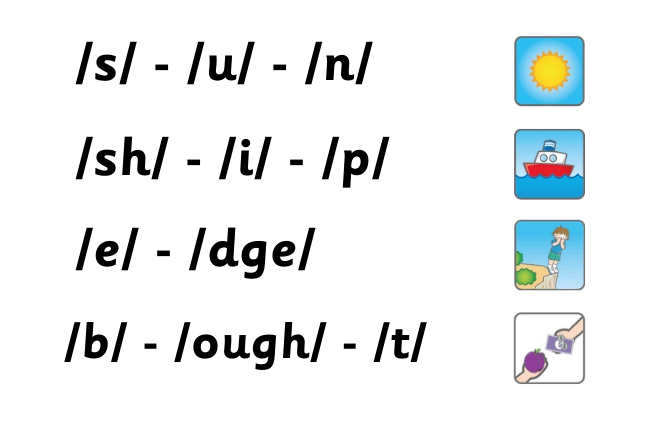 /s/ - /u/ - /n/
/sh/ - /i/ - /p/
/e/ - /dge/
/b/ - /ough/ - /t/